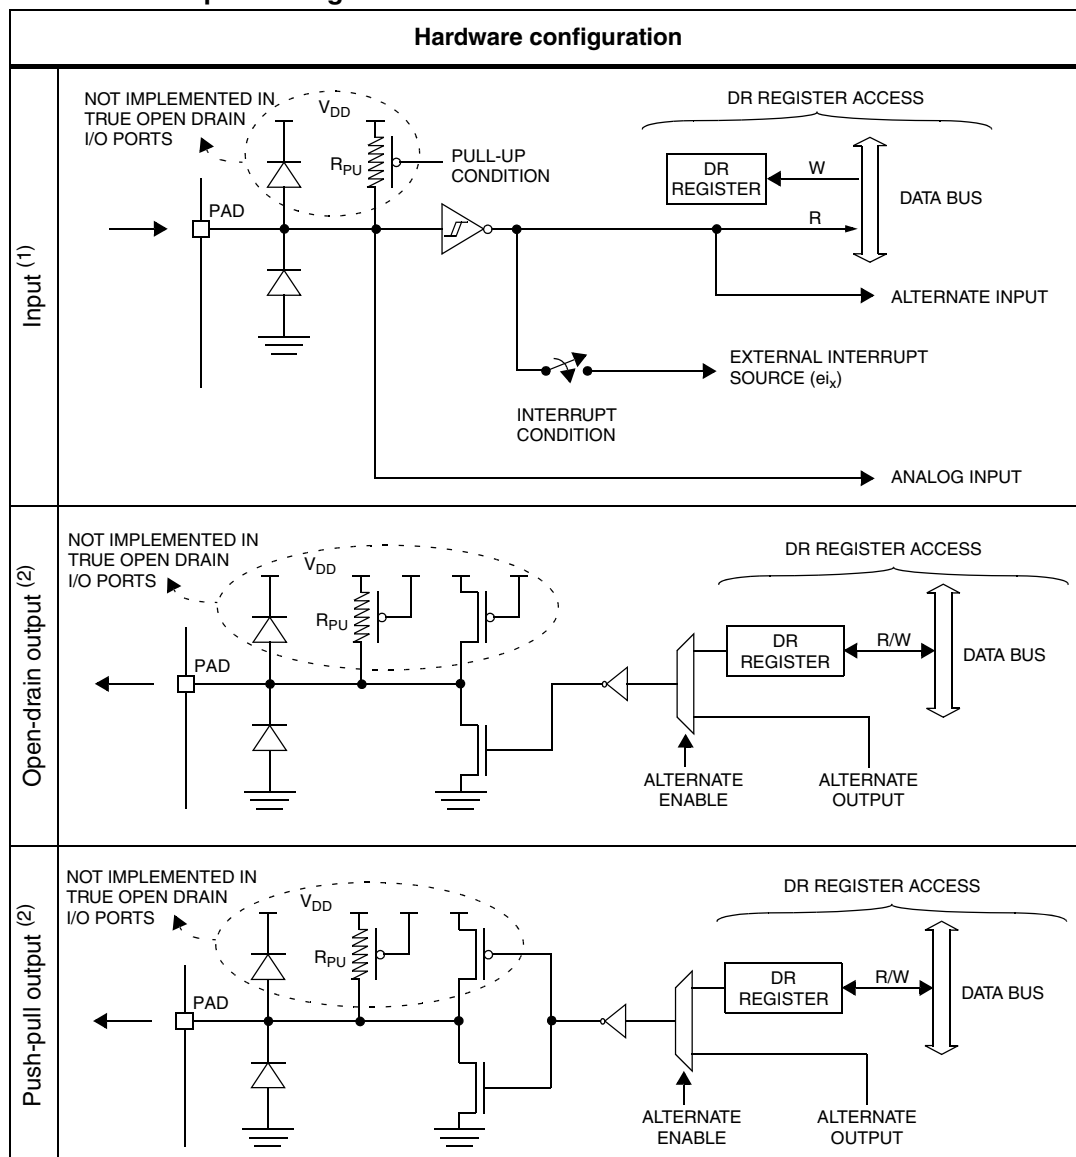 Hardware configuration
Input (1)
NOT IMPLEMENTED IN
TRUE OPEN DRAIN
I/O PORTS
VDD
RPU
PULL-UP
CONDITION
PAD
DR REGISTER ACCESS
DR
REGISTER
W
R
DATA BUS
ALTERNATE INPUT
EXTERNAL INTERRUPT
SOURCE (eix)
INTERRUPT
CONDITION
ANALOG INPUT
Open-drain output (2)
NOT IMPLEMENTED IN
TRUE OPEN DRAIN
I/O PORTS
VDD
RPU
PAD
DR REGISTER ACCESS
DR
REGISTER
R/W
DATA BUS
ALTERNATE
ENABLE
ALTERNATE
OUTPUT
Push-pull output (2)
NOT IMPLEMENTED IN
TRUE OPEN DRAIN
I/O PORTS
VDD
RPU
PAD
DR REGISTER ACCESS
DR
REGISTER
R/W
DATA BUS
ALTERNATE
ENABLE
ALTERNATE
OUTPUT